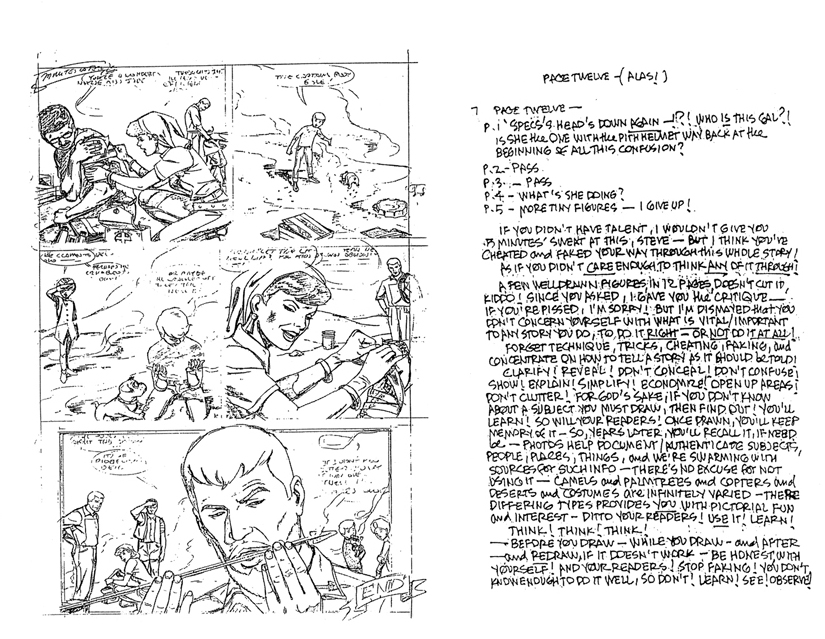 PAGE TWELVE - (ALAS!)
7 PAGE TWELVE —
P. 1 'SPECS'S HEAD'S DOWN AGAIN —!?! WHO IS THIS GAL?!
IS SHE THE ONE WITH THE PITH HELMET WAY BACK AT THE
BEGINNING OF ALL THIS CONFUSION?
P. 2 - PASS
P. 3 - PASS
P. 4 - WHAT'S SHE DOING?
P. 5 - MORE TINY FIGURES — I GIVE UP!
IF YOU DIDN'T HAVE TALENT, I WOULDN'T GIVE YOU
MINUTES' SWEAT AT THIS, STEVE — BUT I THINK YOU'VE
CHEATED and FAKED YOUR WAY THROUGH THIS WHOLE STORY!
AS IF YOU DIDN'T CARE ENOUGH TO THINK ANY OF IT THROUGH!
A FEW WELL DRAWN FIGURES IN 12 PAGES DOESN'T CUT IT,
KIDDO! SINCE YOU ASKED, I GAVE YOU the CRITIQUE —
IF YOU'RE PISSED, I'M SORRY! BUT I'M DISMAYED that YOU
DON'T CONCERN YOURSELF WITH WHAT IS VITAL/IMPORTANT
TO ANY STORY YOU DO, TO DO IT RIGHT — OR NOT DO IT AT ALL!
FORGET TECHNIQUE, TRICKS, CHEATING, FAKING, and
CONCENTRATE ON HOW TO TELL A STORY AS IT SHOULD be TOLD!
CLARIFY! REVEAL! DON'T CONCEAL! DON'T CONFUSE!
SHOW! EXPLAIN! SIMPLIFY! ECONOMIZE! OPEN UP AREAS!
DON'T CLUTTER! FOR GOD'S SAKE, IF YOU DON'T KNOW
ABOUT A SUBJECT YOU MUST DRAW, THEN FIND OUT! YOU'LL
LEARN! SO WILL YOUR READERS! ONCE DRAWN, YOU'LL KEEP
MEMORY of IT — SO, YEARS LATER, YOU'LL RECALL IT, IF NEED
be — PHOTOS HELP DOCUMENT/AUTHENTICATE SUBJECTS,
PEOPLE, PLACES, THINGS, and WE'RE SWARMING WITH
SOURCES for SUCH INFO — THERE'S NO EXCUSE for NOT
USING IT — CAMELS and PALM TREES and COPTERS and
DESERTS and COSTUMES are INFINITELY VARIED — THE
DIFFERING TYPES PROVIDES YOU WITH PICTORIAL FUN
and INTEREST — DITTO YOUR READERS! USE IT! LEARN!
THINK! THINK! THINK!
— BEFORE YOU DRAW — WHILE YOU DRAW - and AFTER
— and REDRAW, IF IT DOESN'T WORK — BE HONEST, WITH
YOURSELF! AND YOUR READERS! STOP FAKING! YOU DON'T
KNOW ENOUGH TO DO IT WELL, SO DON'T! LEARN! SEE! OBSERVE!
END